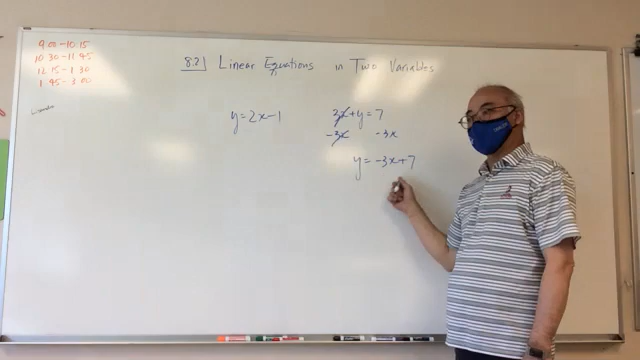 9:00-10:15
10:30-11:45
12:15-1:30
1:45-3:00
8.2 Linear Equations in Two Variables
y=2x-1
3x+y=7
-3x -3x
y=-3x+7